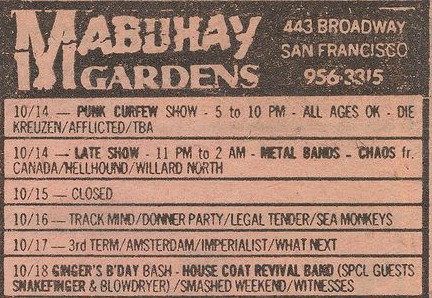 MABUHAY GARDENS
443 BROADWAY
SAN FRANCISCO
956-3315
10/14 — PUNK CURFEW SHOW - 5 to 10 PM - ALL AGES OK - DIE
KREUZEN/AFFLICTED/TBA
10/14 — LATE SHOW - 11 PM to 2 AM - METAL BANDS - CHAOS fr.
CANADA/HELLHOUND/WILLARD NORTH
10/15 — CLOSED
10/16 — TRACK MIND/DONNER PARTY/LEGAL TENDER/SEA MONKEYS
10/17 — 3rd TERM/AMSTERDAM/IMPERIALIST/WHAT NEXT
10/18 GINGER'S B'DAY BASH - HOUSE COAT REVIVAL BAND (SPCL GUESTS
SNAKEFINGER & BLOWDRYER)/SMASHED WEEKEND/WITNESSES